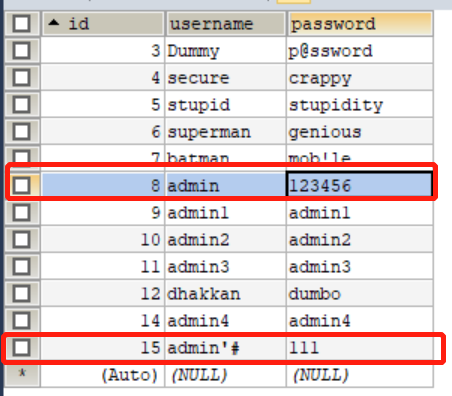 id username password
3 Dummy p@ssword
4 secure crappy
5 stupid stupidity
6 superman genious
7 batman mob!le
8 admin 123456
9 admin1 admin1
10 admin2 admin2
11 admin3 admin3
12 dhakkan dumbo
14 admin4 admin4
15 admin'# 111
* (Auto) (NULL) (NULL)